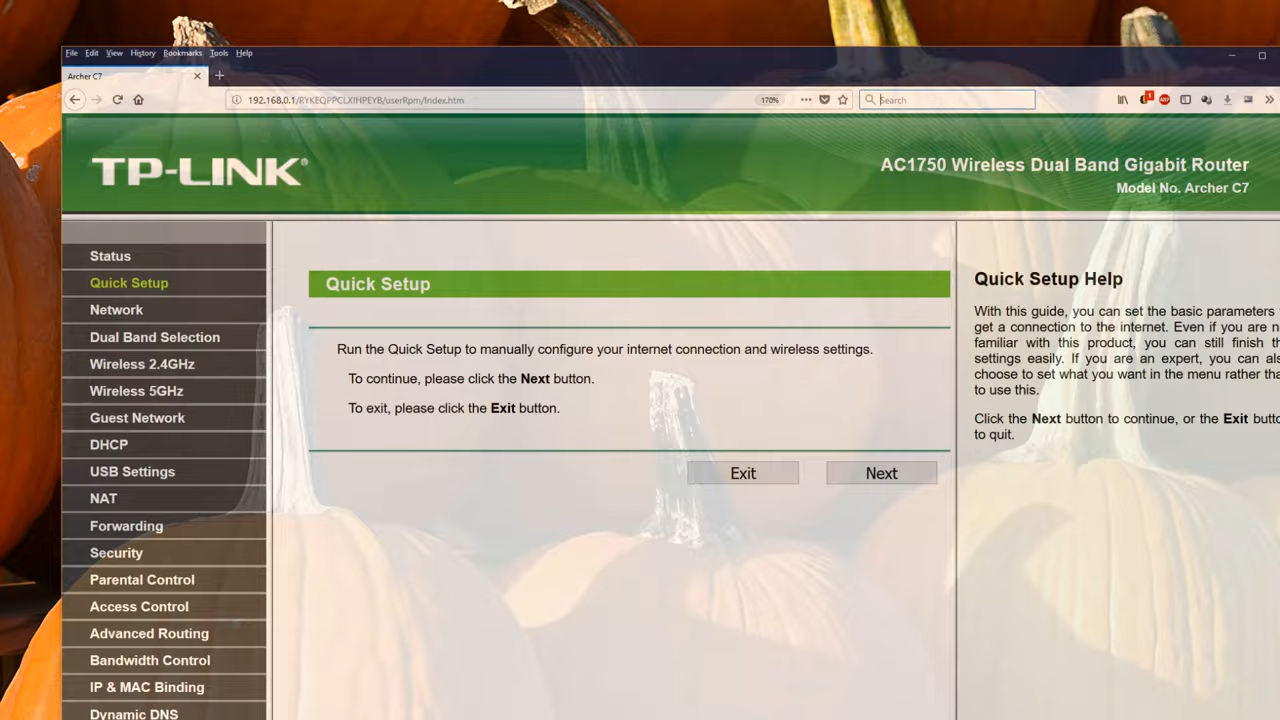 File Edit View History Bookmarks Tools Help
Archer C7
192.168.0.1/RYKEQPPCLXIHPEYB/userRpm/Index.htm 170% Search 1
TP-LINK®
AC1750 Wireless Dual Band Gigabit Router
Model No. Archer C7
Status
Quick Setup
Network
Dual Band Selection
Wireless 2.4GHz
Wireless 5GHz
Guest Network
DHCP
USB Settings
NAT
Forwarding
Security
Parental Control
Access Control
Advanced Routing
Bandwidth Control
IP & MAC Binding
Dynamic DNS
Quick Setup
Run the Quick Setup to manually configure your internet connection and wireless settings.
To continue, please click the Next button.
To exit, please click the Exit button.
Exit Next
Quick Setup Help
With this guide, you can set the basic parameters
get a connection to the internet. Even if you are
familiar with this product, you can still finish
settings easily. If you are an expert, you can
choose to set what you want in the menu rather
to use this.
Click the Next button to continue, or the Exit
to quit.